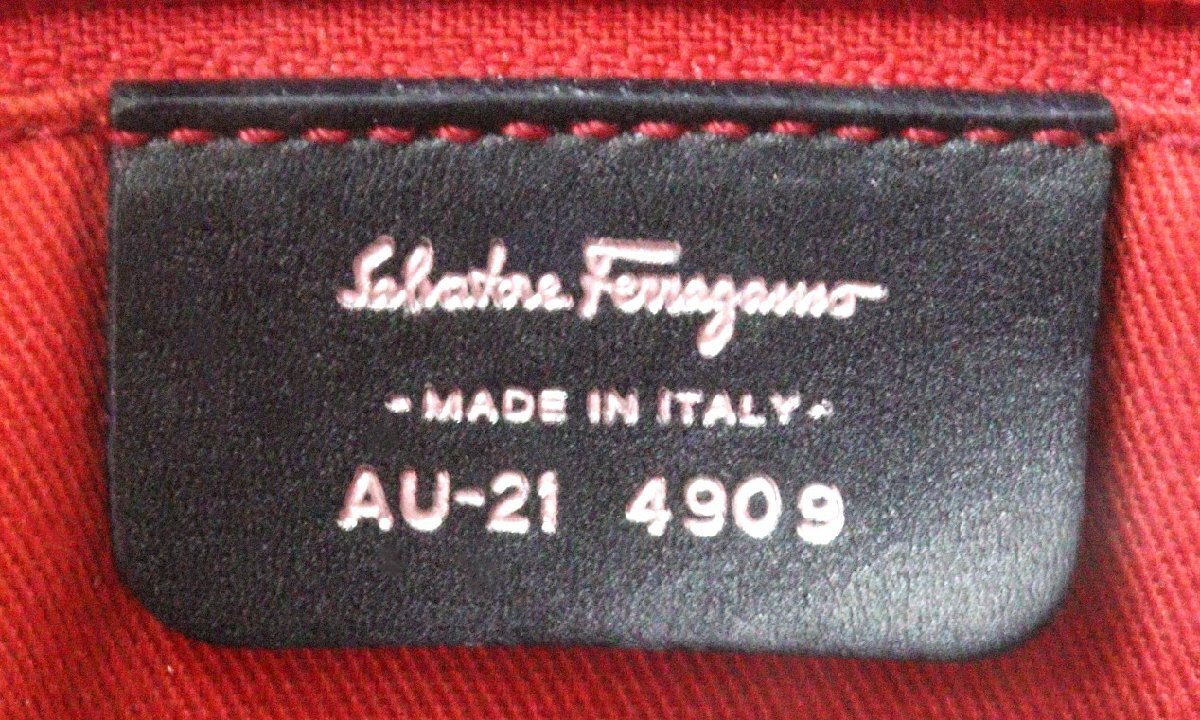 Salvatore Ferragamo
- MADE IN ITALY -
AU-21 4909